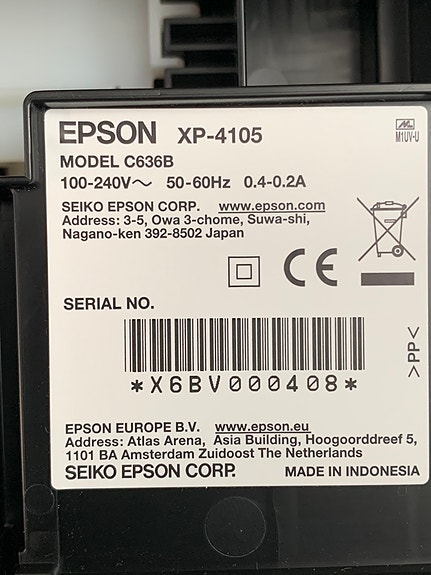 EPSON XP-4105
MODEL C636B
100-240V~ 50-60Hz 0.4-0.2A
SEIKO EPSON CORP. www.epson.com
Address: 3-5, Owa 3-chome, Suwa-shi,
Nagano-ken 392-8502 Japan
M1UV-U
CE
SERIAL NO.
*X6BV000408*
>PP<
EPSON EUROPE B.V. www.epson.eu
Address: Atlas Arena, Asia Building, Hoogoorddreef 5,
1101 BA Amsterdam Zuidoost The Netherlands
SEIKO EPSON CORP. MADE IN INDONESIA